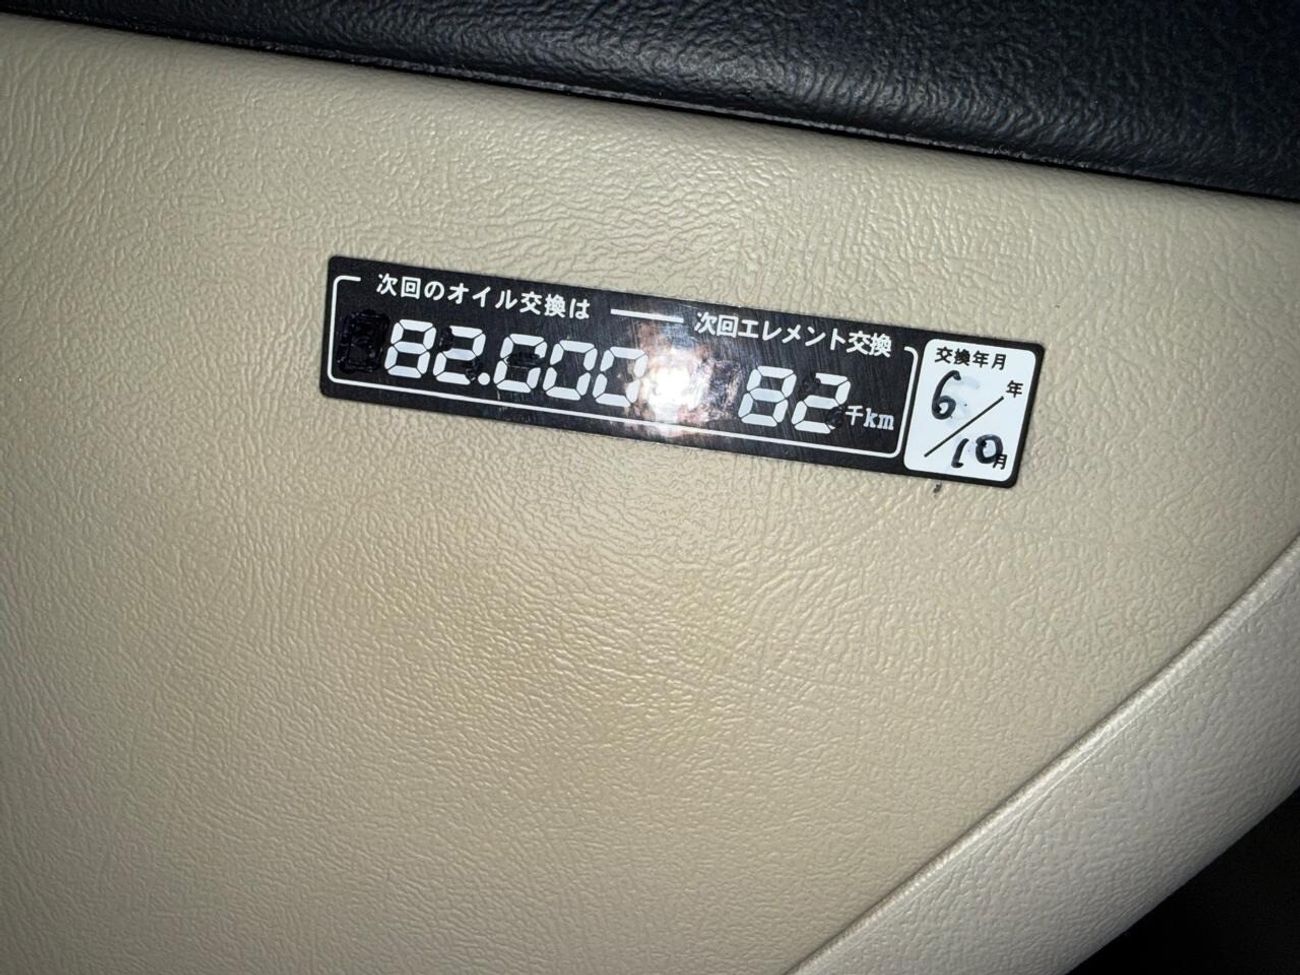 次回のオイル交換は
82.000
次回エレメント交換
82千km
交換年月
6年
10月